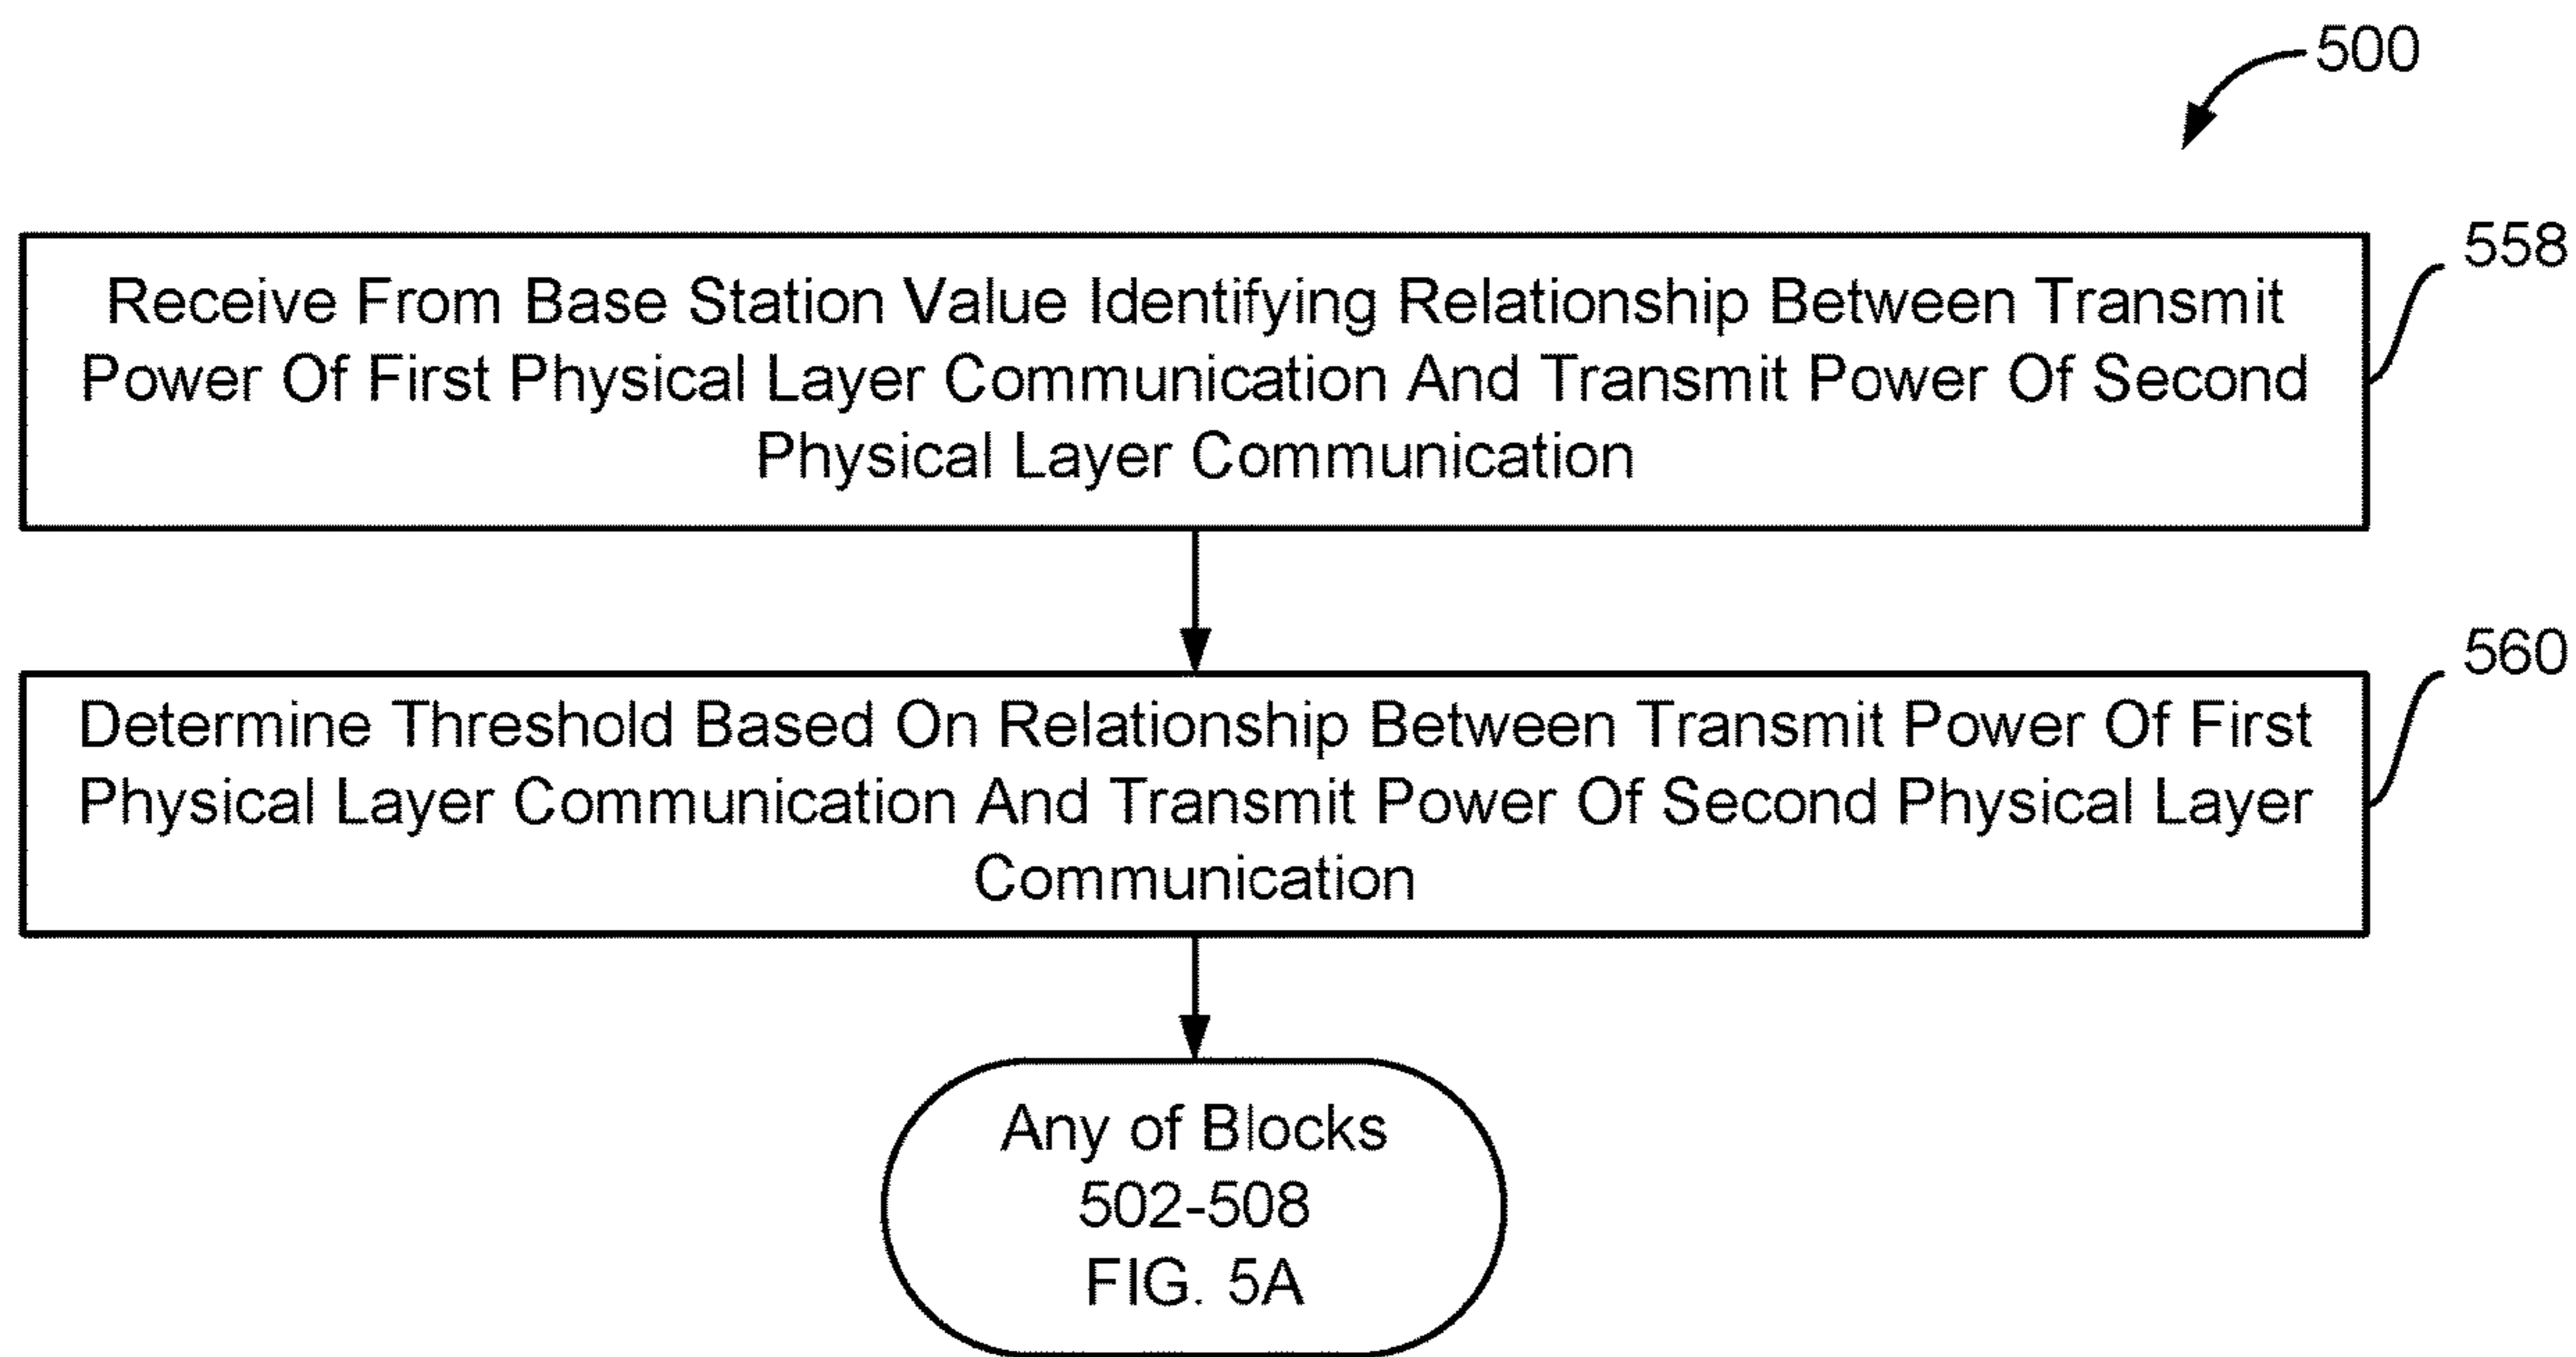 500
558
Receive From Base Station Value Identifying Relationship Between Transmit
Power Of First Physical Layer Communication And Transmit Power Of Second
Physical Layer Communication
560
Determine Threshold Based On Relationship Between Transmit Power Of First
Physical Layer Communication And Transmit Power Of Second Physical Layer
Communication
Any of Blocks
502-508
FIG. 5A